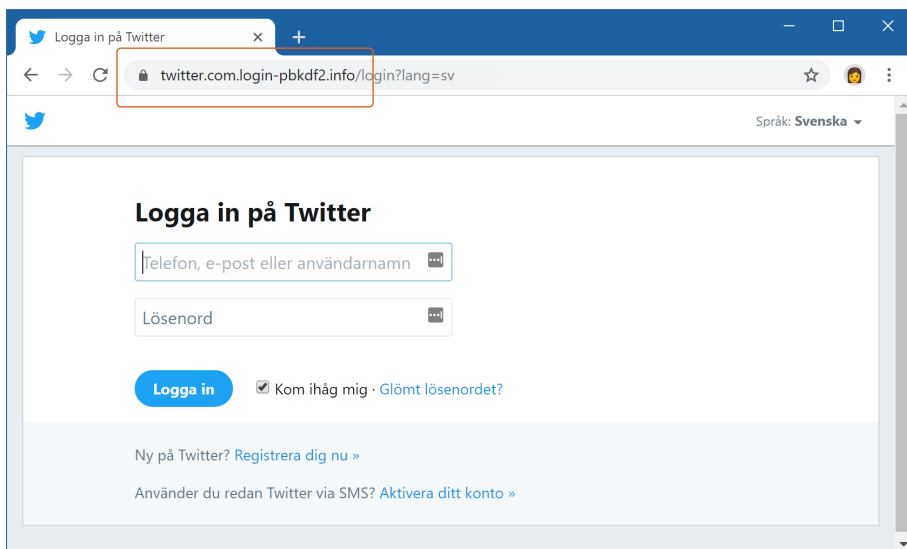 Logga in på Twitter
twitter.com.login-pbkdf2.info/login?lang=sv
Språk: Svenska
Logga in på Twitter
Telefon, e-post eller användarnamn
Lösenord
Logga in Kom ihåg mig · Glömt lösenordet?
Ny på Twitter? Registrera dig nu »
Använder du redan Twitter via SMS? Aktivera ditt konto »